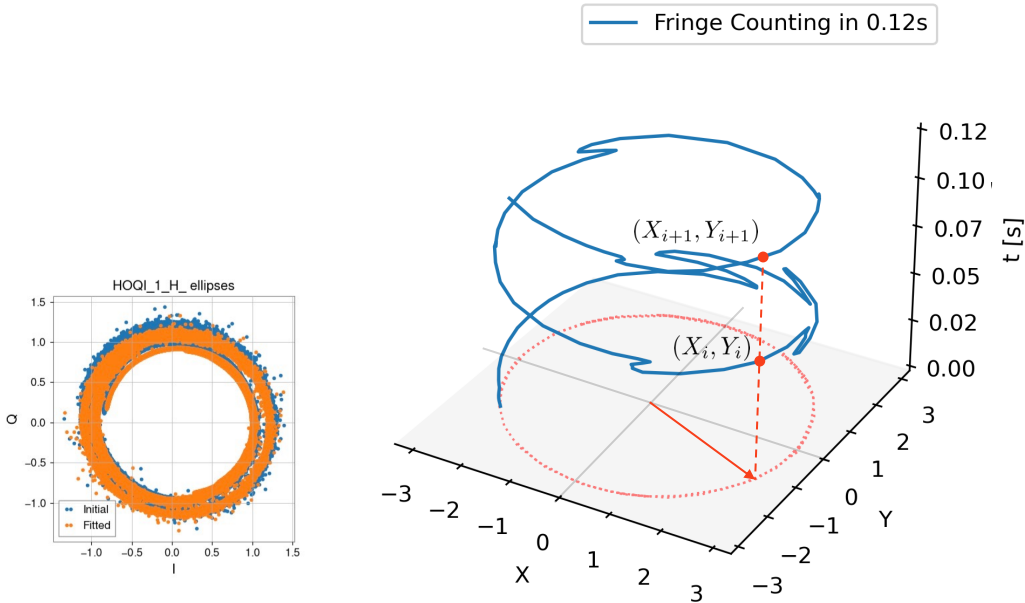 Fringe Counting in 0.12s
0.12
0.10
0.07
0.05
0.02
0.00
t [s]
(X_{i+1}, Y_{i+1})
(X_i, Y_i)
−3
−2
−1
0
1
2
3
X
−3
−2
−1
0
1
2
3
Y
HOQI_1_H_ ellipses
1.5
1.0
0.5
0.0
−0.5
−1.0
Q
Initial
Fitted
−1.0 −0.5 0.0 0.5 1.0 1.5
I